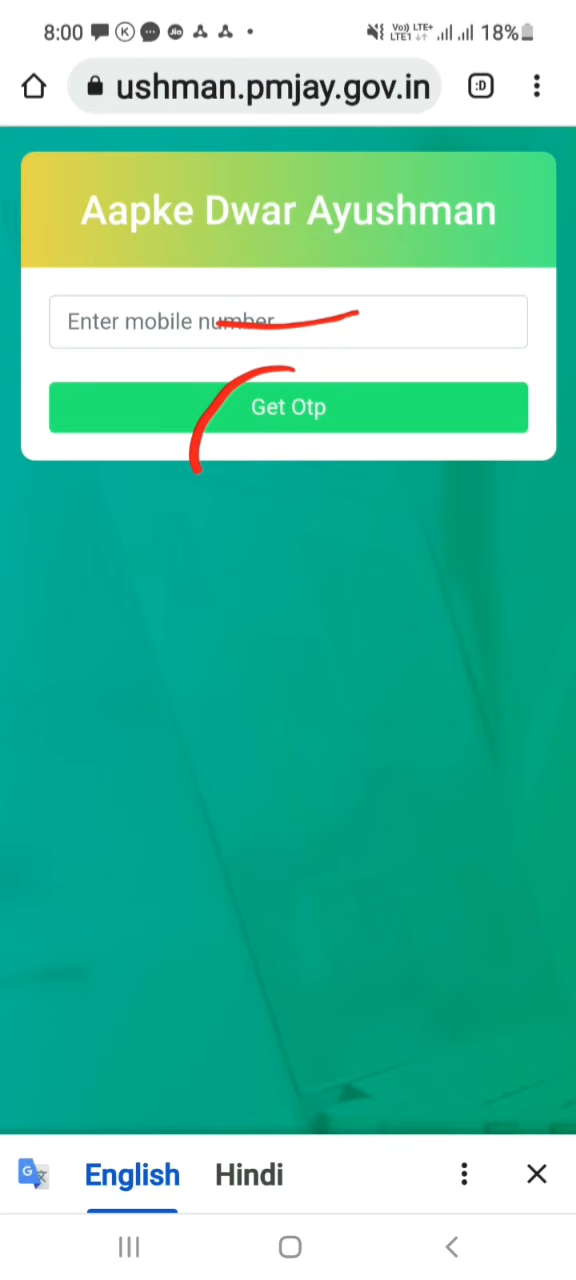 8:00 K Jio Vo)) LTE+ LTE1 18%
ushman.pmjay.gov.in :D
Aapke Dwar Ayushman
Enter mobile number
Get Otp
G English Hindi